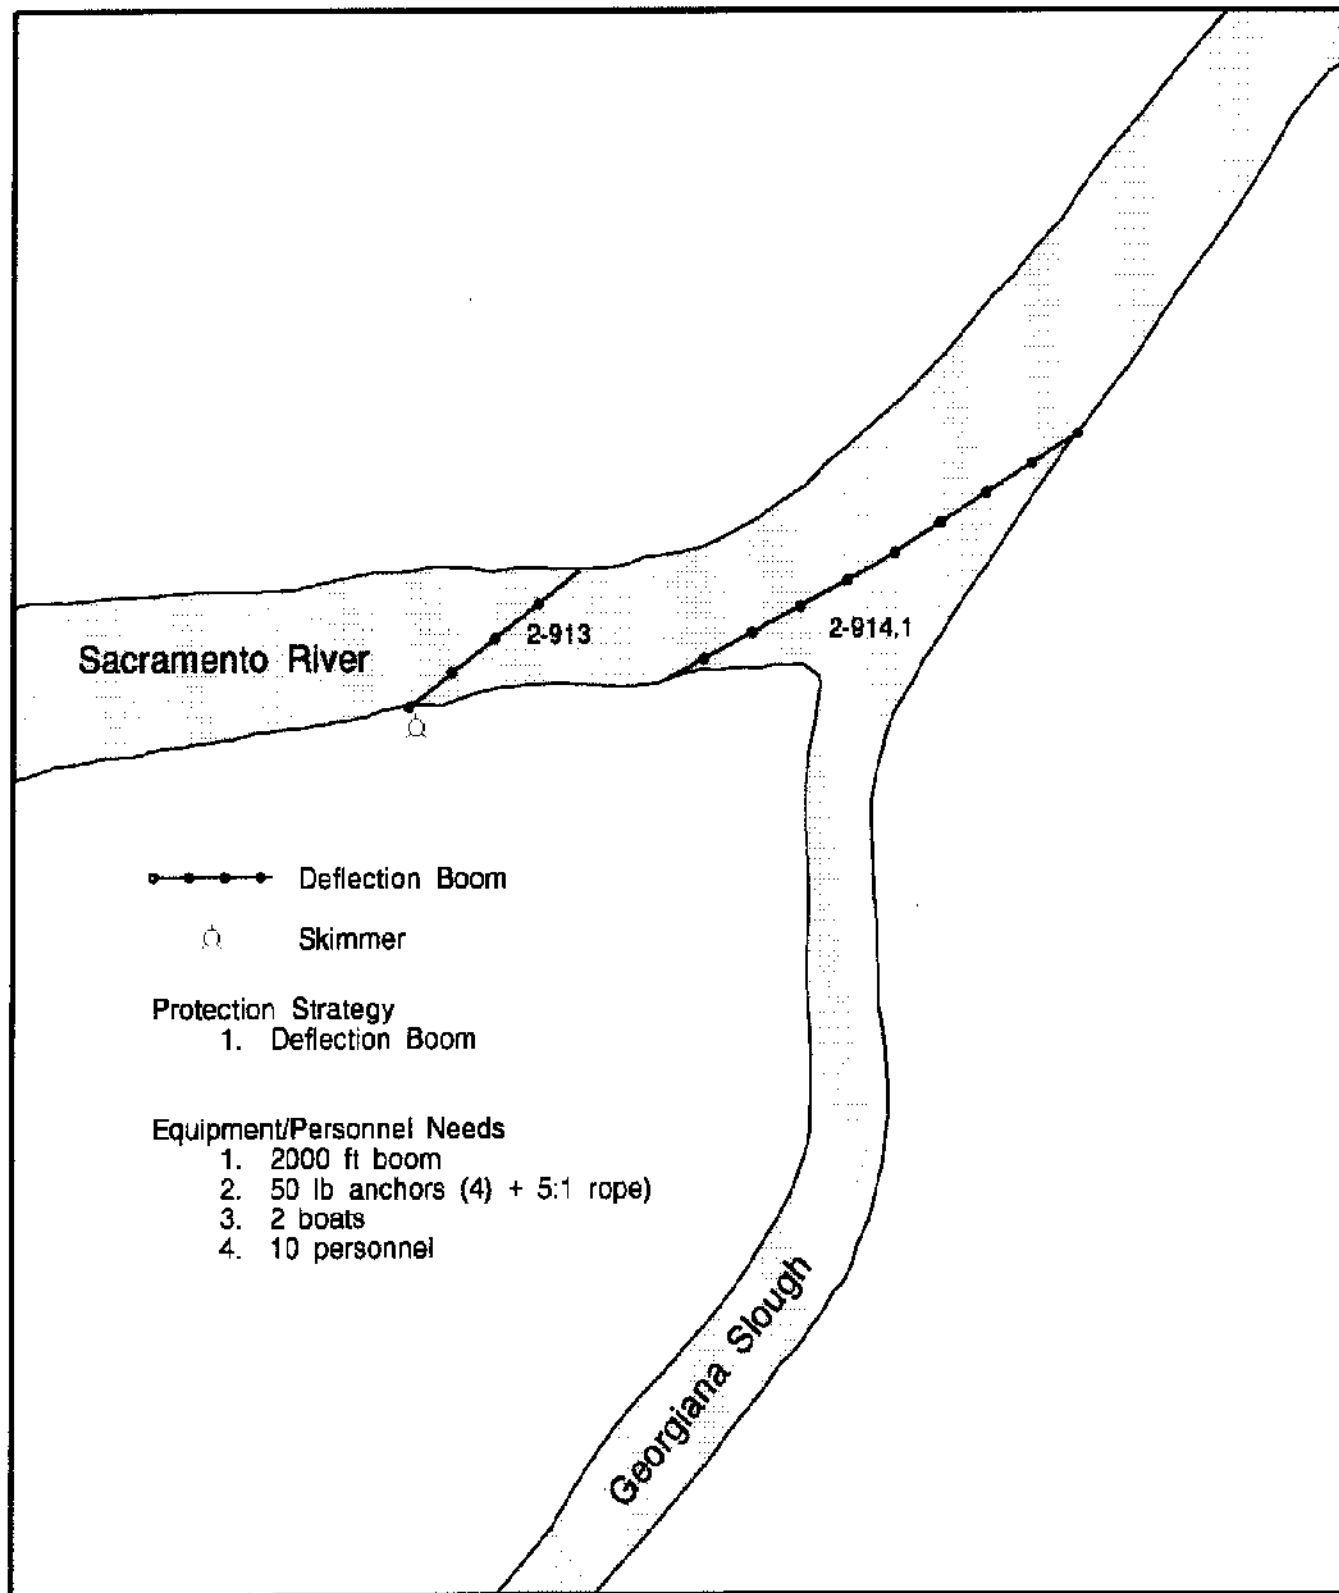 2-913
2-914.1
Sacramento River
Deflection Boom
Skimmer
Protection Strategy
1. Deflection Boom
Equipment/Personnel Needs
1. 2000 ft boom
2. 50 lb anchors (4) + 5:1 rope)
3. 2 boats
4. 10 personnel
Georgiana Slough